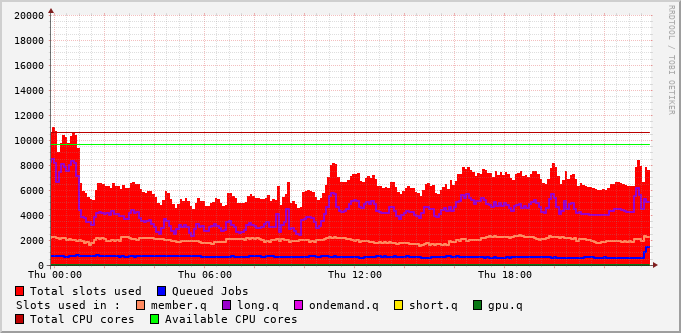 20000
18000
16000
14000
12000
10000
8000
6000
4000
2000
0
Thu 00:00 Thu 06:00 Thu 12:00 Thu 18:00
RRDTOOL / TOBI OETIKER
Total slots used Queued Jobs
Slots used in : member.q long.q ondemand.q short.q gpu.q
Total CPU cores Available CPU cores